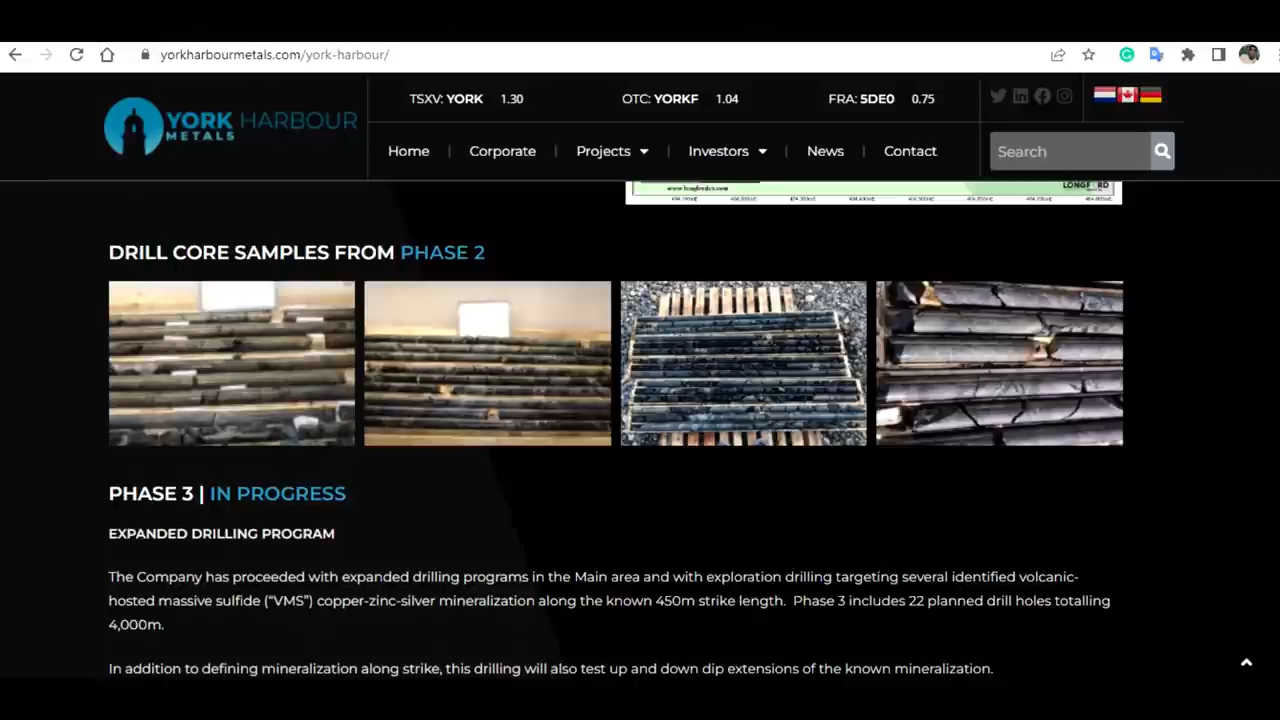 yorkharbourmetals.com/york-harbour/
TSXV: YORK 1.30
OTC: YORKF 1.04
FRA: 5DE0 0.75
YORK HARBOUR
METALS
Home
Corporate
Projects
Investors
News
Contact
Search
DRILL CORE SAMPLES FROM PHASE 2
PHASE 3 | IN PROGRESS
EXPANDED DRILLING PROGRAM
The Company has proceeded with expanded drilling programs in the Main area and with exploration drilling targeting several identified volcanic-
hosted massive sulfide (“VMS”) copper-zinc-silver mineralization along the known 450m strike length. Phase 3 includes 22 planned drill holes totalling
4,000m.
In addition to defining mineralization along strike, this drilling will also test up and down dip extensions of the known mineralization.